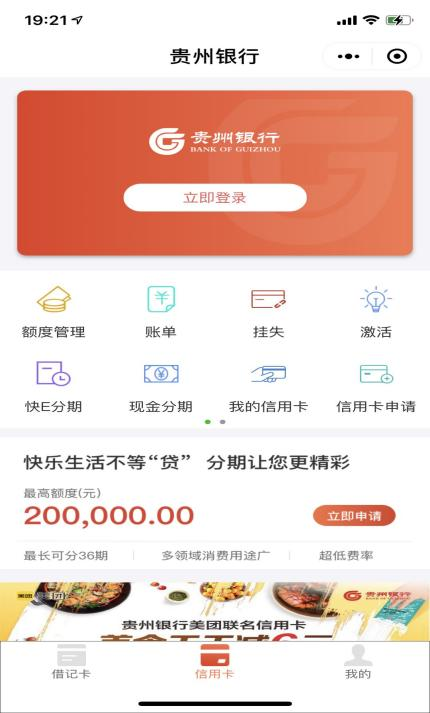 19:21
贵州银行
贵州银行
BANK OF GUIZHOU
立即登录
额度管理 账单 挂失 激活
快E分期 现金分期 我的信用卡 信用卡申请
快乐生活不等“贷” 分期让您更精彩
最高额度(元)
200,000.00
立即申请
最长可分36期 多领域消费用途广 超低费率
美团 贵州银行
贵州银行美团联名信用卡
借记卡 信用卡 我的